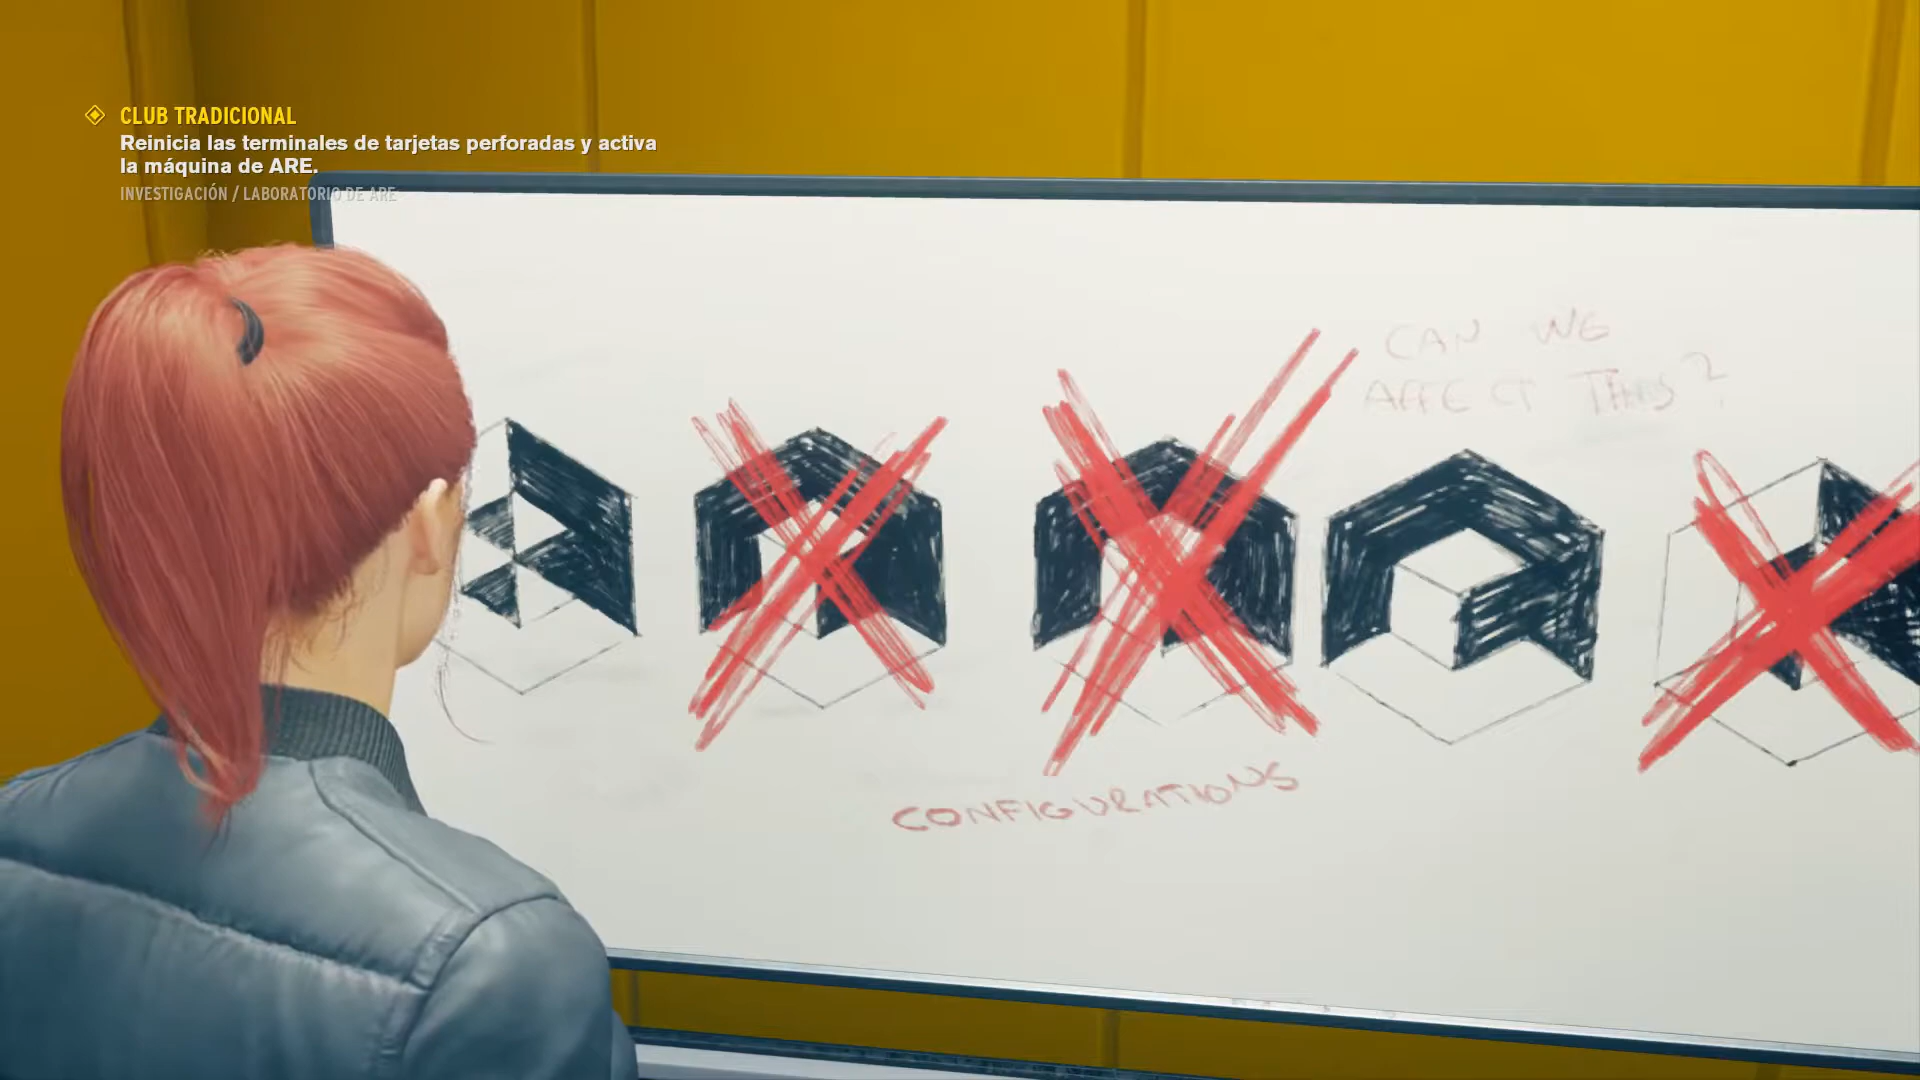 CLUB TRADICIONAL
Reinicia las terminales de tarjetas perforadas y activa
la máquina de ARE.
INVESTIGACIÓN / LABORATORIO DE ARE
CAN WE
AFFECT THIS?
CONFIGURATIONS